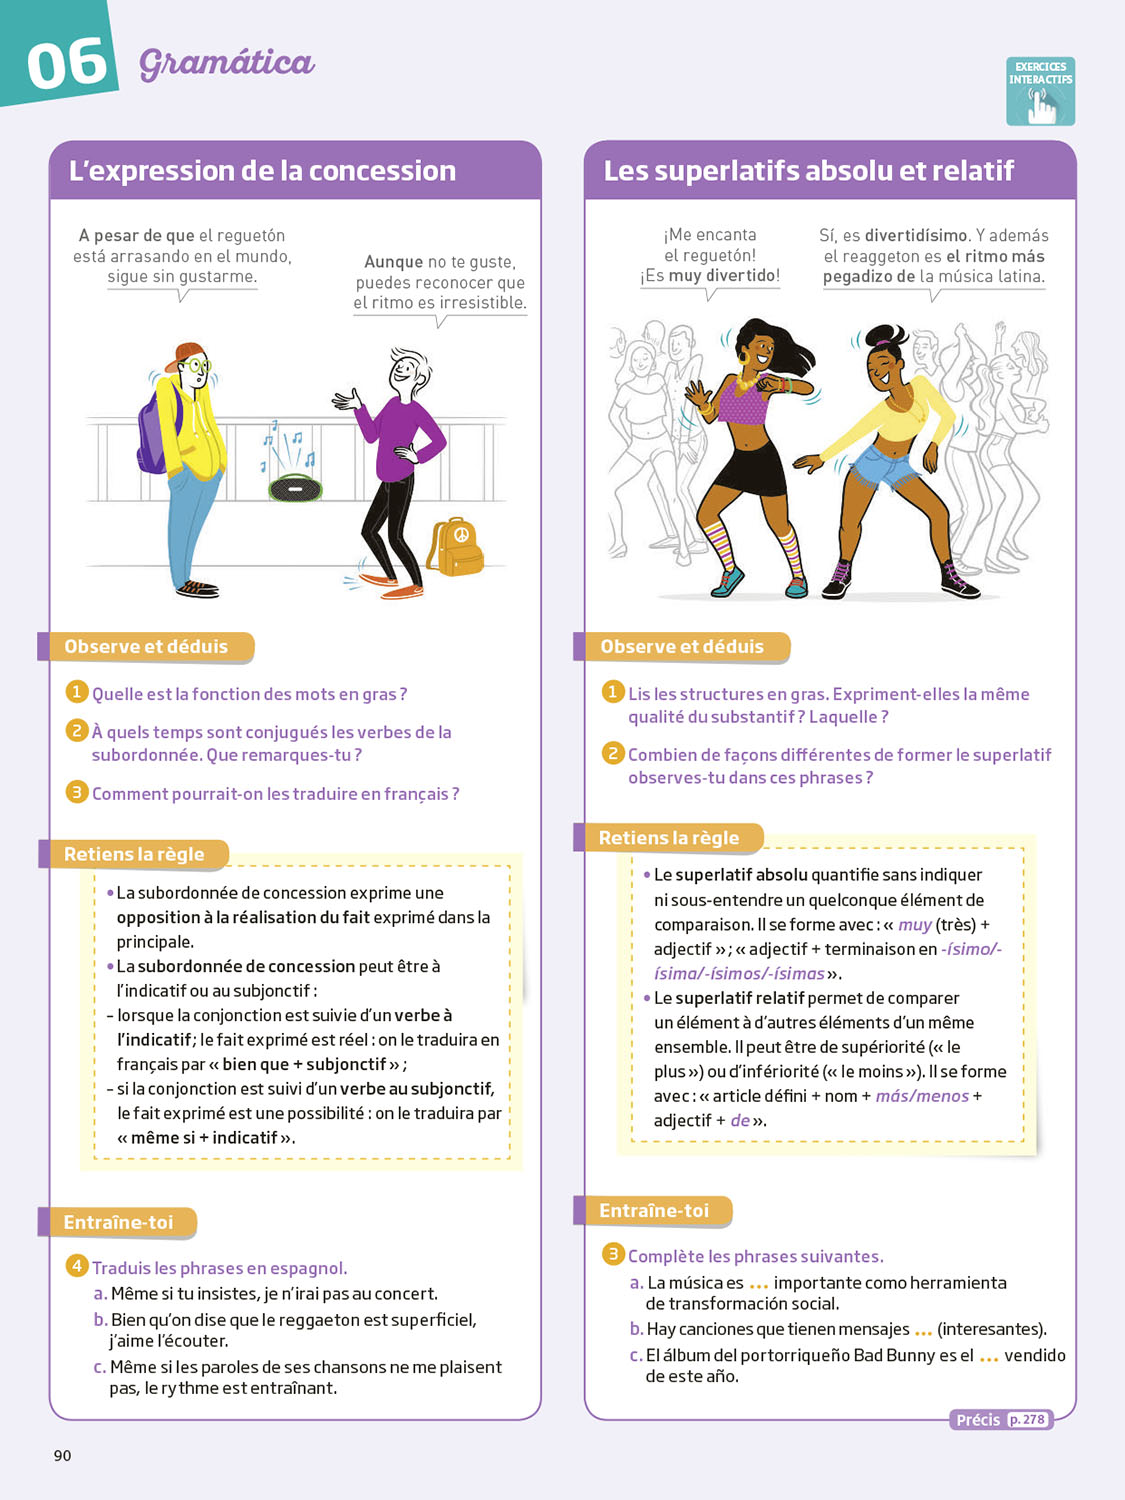 06
Gramática
EXERCICES
INTERACTIFS
L'expression de la concession
A pesar de que el reguetón
está arrasando en el mundo,
sigue sin gustarme.
Aunque no te guste,
puedes reconocer que
el ritmo es irresistible.
Observe et déduis
1 Quelle est la fonction des mots en gras ?
2 À quels temps sont conjugués les verbes de la
subordonnée. Que remarques-tu ?
3 Comment pourrait-on les traduire en français ?
Retiens la règle
• La subordonnée de concession exprime une
opposition à la réalisation du fait exprimé dans la
principale.
• La subordonnée de concession peut être à
l'indicatif ou au subjonctif :
– lorsque la conjonction est suivie d'un verbe à
l'indicatif ; le fait exprimé est réel : on le traduira en
français par « bien que + subjonctif » ;
– si la conjonction est suivi d'un verbe au subjonctif,
le fait exprimé est une possibilité : on le traduira par
« même si + indicatif ».
Entraîne-toi
4 Traduis les phrases en espagnol.
a. Même si tu insistes, je n'irai pas au concert.
b. Bien qu'on dise que le reggaeton est superficiel,
j'aime l'écouter.
c. Même si les paroles de ses chansons ne me plaisent
pas, le rythme est entraînant.
Les superlatifs absolu et relatif
¡Me encanta
el reguetón!
¡Es muy divertido!
Sí, es divertidísimo. Y además
el reaggeton es el ritmo más
pegadizo de la música latina.
Observe et déduis
1 Lis les structures en gras. Expriment-elles la même
qualité du substantif ? Laquelle ?
2 Combien de façons différentes de former le superlatif
observes-tu dans ces phrases ?
Retiens la règle
• Le superlatif absolu quantifie sans indiquer
ni sous-entendre un quelconque élément de
comparaison. Il se forme avec : « muy (très) +
adjectif » ; « adjectif + terminaison en -ísimo/-
ísima/-ísimos/-ísimas ».
• Le superlatif relatif permet de comparer
un élément à d'autres éléments d'un même
ensemble. Il peut être de supériorité (« le
plus ») ou d'infériorité (« le moins »). Il se forme
avec : « article défini + nom + más/menos +
adjectif + de ».
Entraîne-toi
3 Complète les phrases suivantes.
a. La música es ... importante como herramienta
de transformación social.
b. Hay canciones que tienen mensajes ... (interesantes).
c. El álbum del portorriqueño Bad Bunny es el ... vendido
de este año.
Précis p. 278
90